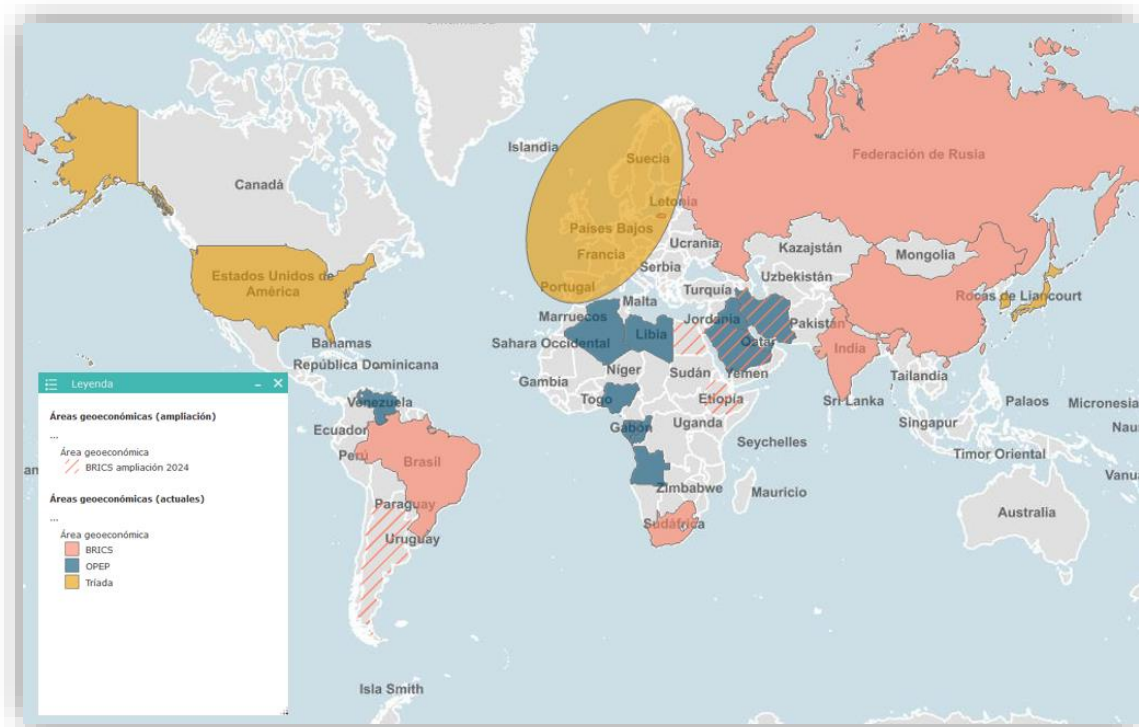 Islandia
Suecia
Federación de Rusia
Canadá
Letonia
Países Bajos
Ucrania
Kazajstán
Mongolia
Francia
Serbia
Uzbekistán
Estados Unidos de
América
Portugal
Turquía
Rocas de Liancourt
Malta
Marruecos
Jordania
Pakistán
Bahamas
Libia
Qatar
Sahara Occidental
India
República Dominicana
Níger
Sudán
Yemen
Tailandia
Gambia
Venezuela
Togo
Etiopía
Sri Lanka
Palaos
Micronesia
Ecuador
Gabón
Uganda
Singapur
Nau
Seychelles
Perú
Brasil
Timor Oriental
Vanua
Zimbabwe
Mauricio
Paraguay
Australia
Sudáfrica
Uruguay
Isla Smith
Leyenda
Áreas geoeconómicas (ampliación)
...
Área geoeconómica
BRICS ampliación 2024
Áreas geoeconómicas (actuales)
...
Área geoeconómica
BRICS
OPEP
Tríada